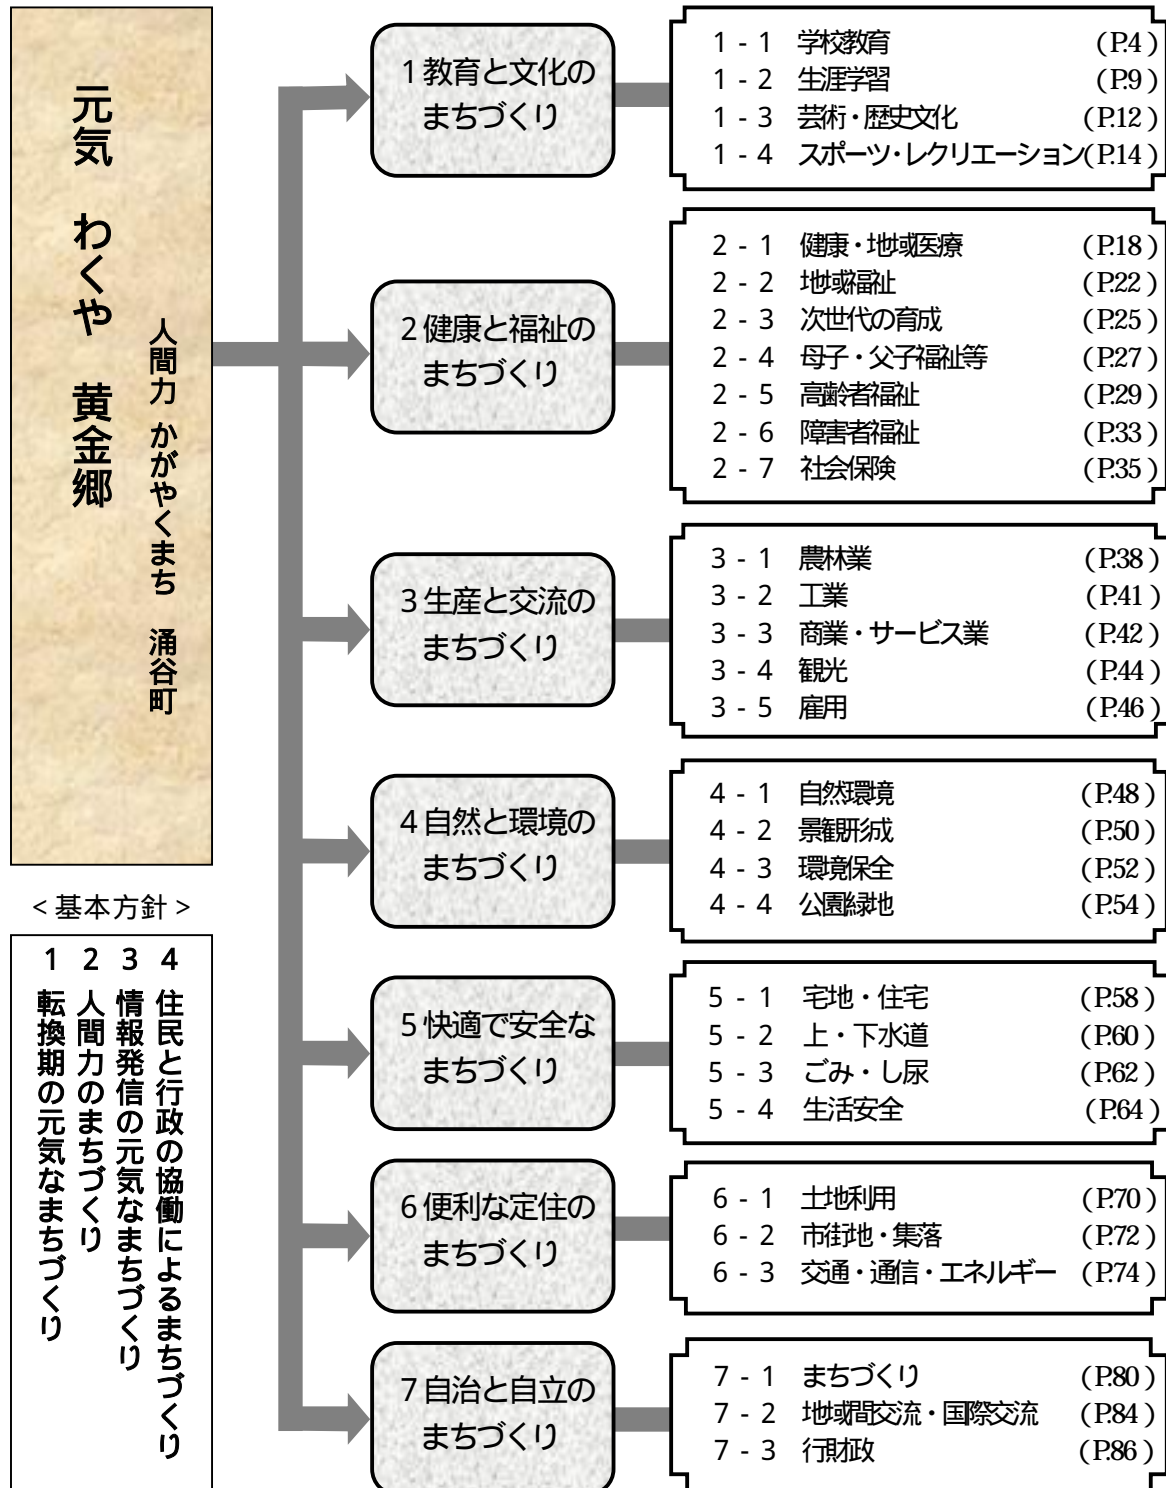 元気 わくや 黄金郷
人間力 かがやくまち 涌谷町
<基本方針>
1 転換期の元気なまちづくり
2 人間力のまちづくり
3 情報発信の元気なまちづくり
4 住民と行政の協働によるまちづくり
1 教育と文化の
まちづくり
1 - 1 学校教育 (P.4)
1 - 2 生涯学習 (P.9)
1 - 3 芸術・歴史文化 (P.12)
1 - 4 スポーツ・レクリエーション(P.14)
2 健康と福祉の
まちづくり
2 - 1 健康・地域医療 (P.18)
2 - 2 地域福祉 (P.22)
2 - 3 次世代の育成 (P.25)
2 - 4 母子・父子福祉等 (P.27)
2 - 5 高齢者福祉 (P.29)
2 - 6 障害者福祉 (P.33)
2 - 7 社会保険 (P.35)
3 生産と交流の
まちづくり
3 - 1 農林業 (P.38)
3 - 2 工業 (P.41)
3 - 3 商業・サービス業 (P.42)
3 - 4 観光 (P.44)
3 - 5 雇用 (P.46)
4 自然と環境の
まちづくり
4 - 1 自然環境 (P.48)
4 - 2 景観形成 (P.50)
4 - 3 環境保全 (P.52)
4 - 4 公園緑地 (P.54)
5 快適で安全な
まちづくり
5 - 1 宅地・住宅 (P.58)
5 - 2 上・下水道 (P.60)
5 - 3 ごみ・し尿 (P.62)
5 - 4 生活安全 (P.64)
6 便利な定住の
まちづくり
6 - 1 土地利用 (P.70)
6 - 2 市街地・集落 (P.72)
6 - 3 交通・通信・エネルギー (P.74)
7 自治と自立の
まちづくり
7 - 1 まちづくり (P.80)
7 - 2 地域間交流・国際交流 (P.84)
7 - 3 行財政 (P.86)